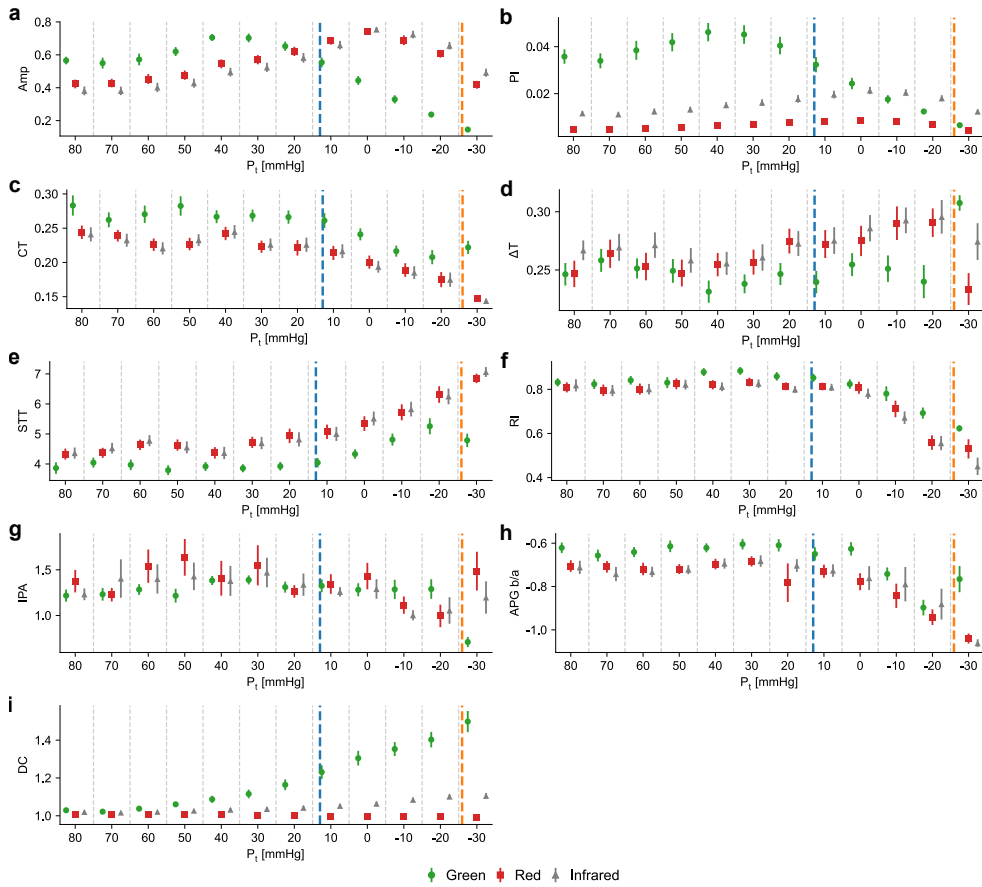 a
0.8
0.6
0.4
0.2
Amp
80 70 60 50 40 30 20 10 0 -10 -20 -30
P_t [mmHg]
b
0.04
0.02
PI
80 70 60 50 40 30 20 10 0 -10 -20 -30
P_t [mmHg]
c
0.30
0.25
0.20
0.15
CT
80 70 60 50 40 30 20 10 0 -10 -20 -30
P_t [mmHg]
d
0.30
0.25
ΔT
80 70 60 50 40 30 20 10 0 -10 -20 -30
P_t [mmHg]
e
7
6
5
4
STT
80 70 60 50 40 30 20 10 0 -10 -20 -30
P_t [mmHg]
f
0.8
0.6
0.4
RI
80 70 60 50 40 30 20 10 0 -10 -20 -30
P_t [mmHg]
g
1.5
1.0
IPA
80 70 60 50 40 30 20 10 0 -10 -20 -30
P_t [mmHg]
h
-0.6
-0.8
-1.0
APG b/a
80 70 60 50 40 30 20 10 0 -10 -20 -30
P_t [mmHg]
i
1.4
1.2
1.0
DC
80 70 60 50 40 30 20 10 0 -10 -20 -30
P_t [mmHg]
Green Red Infrared